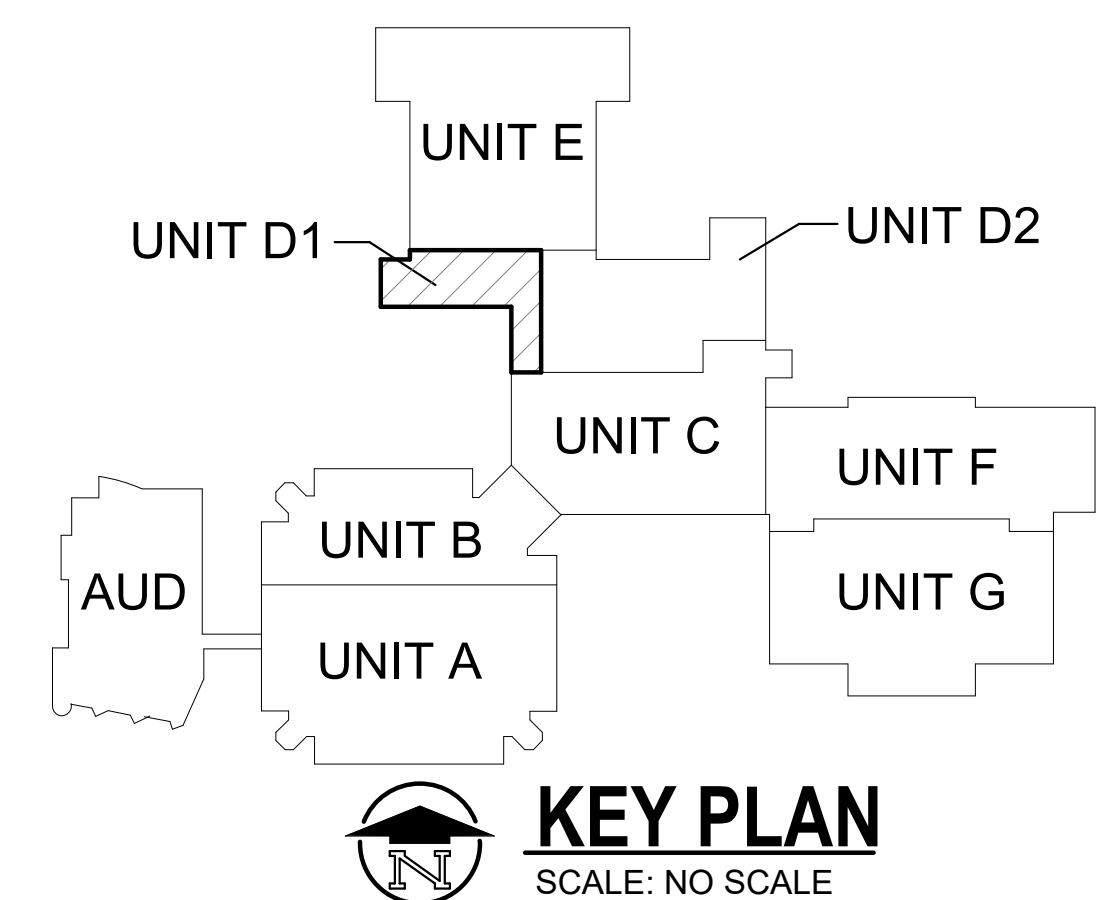 UNIT E
UNIT D1
UNIT D2
UNIT C
UNIT F
UNIT B
AUD
UNIT G
UNIT A
N
KEY PLAN
SCALE: NO SCALE